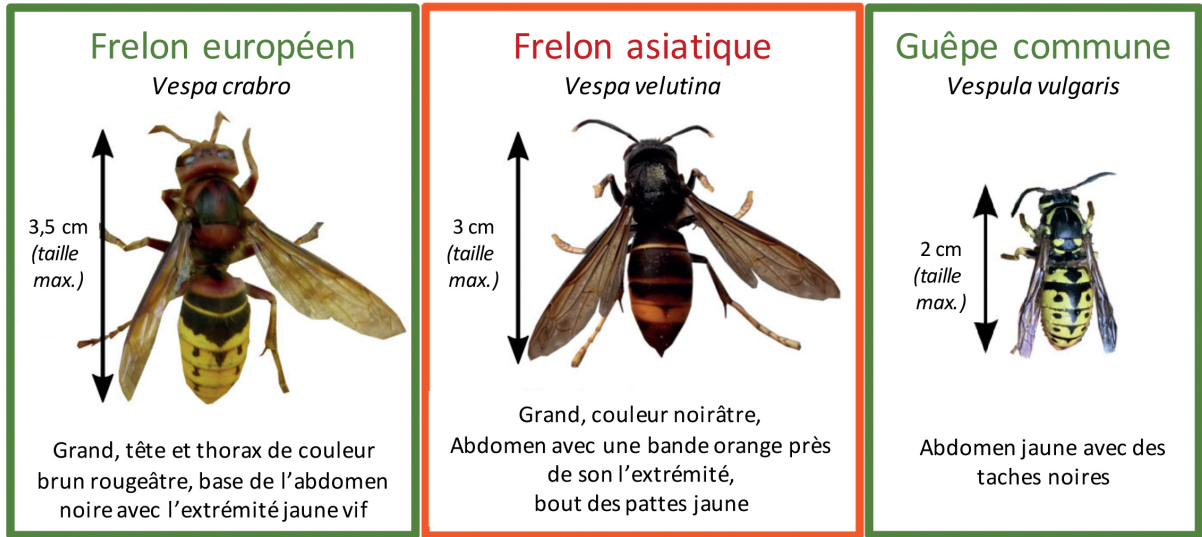 Frelon européen
Vespa crabro
3,5 cm
(taille
max.)
Grand, tête et thorax de couleur
brun rougeâtre, base de l’abdomen
noire avec l’extrémité jaune vif
Frelon asiatique
Vespa velutina
3 cm
(taille
max.)
Grand, couleur noirâtre,
Abdomen avec une bande orange près
de son l’extrémité,
bout des pattes jaune
Guêpe commune
Vespula vulgaris
2 cm
(taille
max.)
Abdomen jaune avec des
taches noires